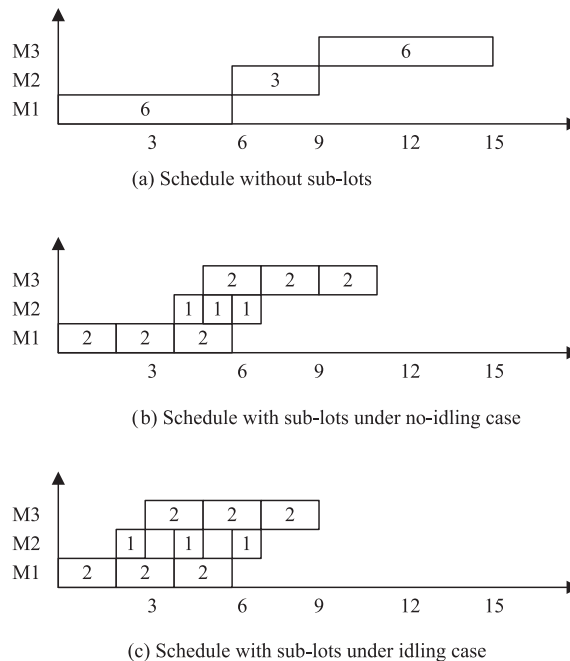 M3 6
M2 3
M1 6
3 6 9 12 15
(a) Schedule without sub-lots
M3 2 2 2
M2 1 1 1
M1 2 2 2
3 6 9 12 15
(b) Schedule with sub-lots under no-idling case
M3 2 2 2
M2 1 1 1
M1 2 2 2
3 6 9 12 15
(c) Schedule with sub-lots under idling case